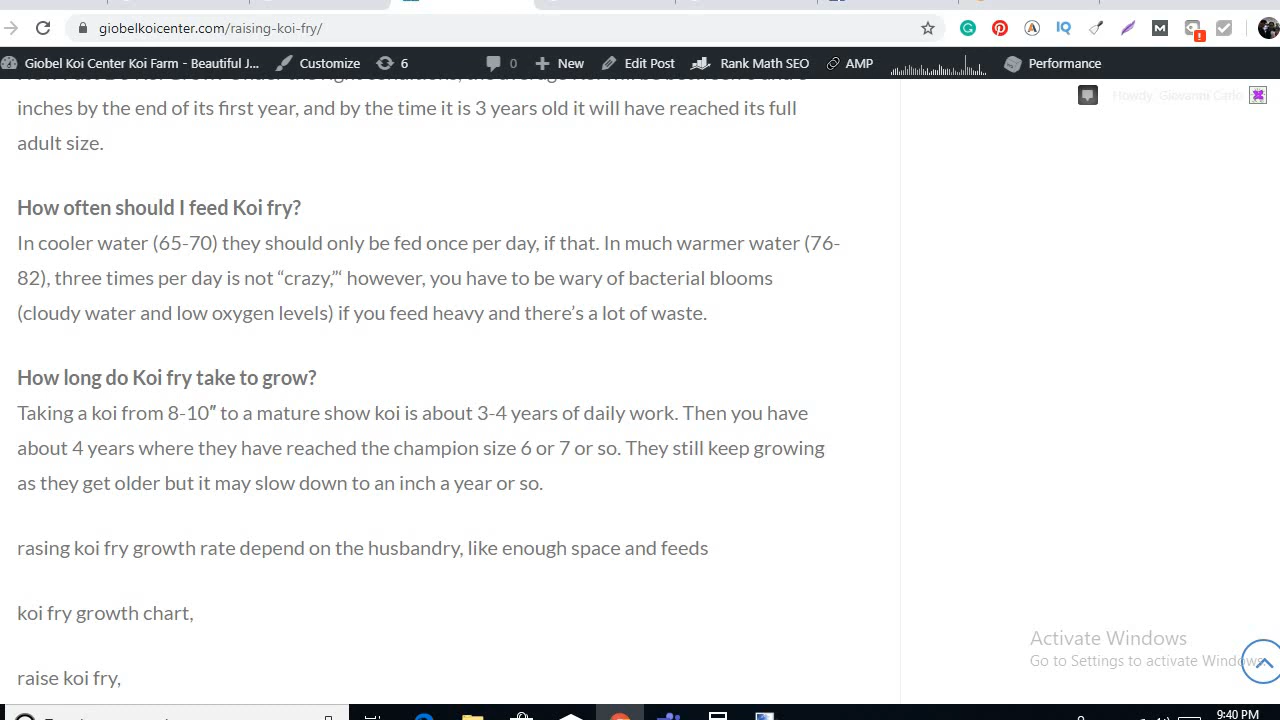 giobelkoicenter.com/raising-koi-fry/
Giobel Koi Center Koi Farm - Beautiful J... Customize 6 0 New Edit Post Rank Math SEO AMP Performance
Howdy, Giovanni Carlo
inches by the end of its first year, and by the time it is 3 years old it will have reached its full
adult size.
How often should I feed Koi fry?
In cooler water (65-70) they should only be fed once per day, if that. In much warmer water (76-
82), three times per day is not “crazy,”‘ however, you have to be wary of bacterial blooms
(cloudy water and low oxygen levels) if you feed heavy and there’s a lot of waste.
How long do Koi fry take to grow?
Taking a koi from 8-10″ to a mature show koi is about 3-4 years of daily work. Then you have
about 4 years where they have reached the champion size 6 or 7 or so. They still keep growing
as they get older but it may slow down to an inch a year or so.
rasing koi fry growth rate depend on the husbandry, like enough space and feeds
koi fry growth chart,
raise koi fry,
Activate Windows
Go to Settings to activate Windows.
9:40 PM